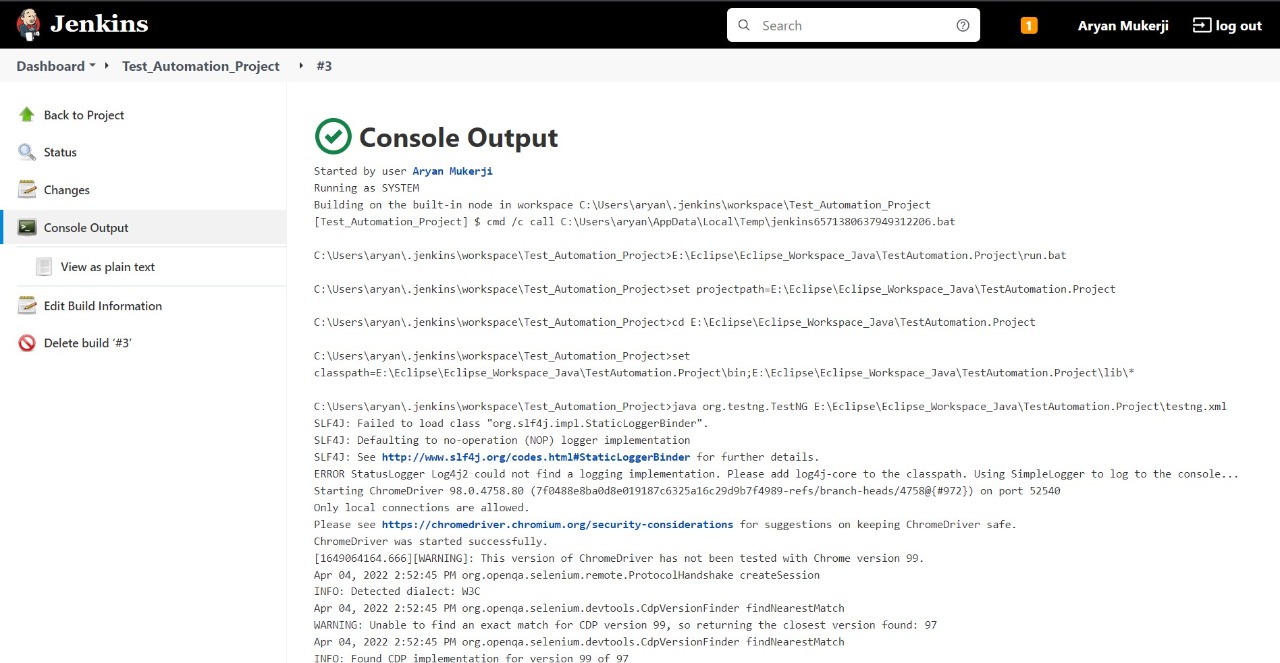 Jenkins
Search
1
Aryan Mukerji
log out
Dashboard
Test_Automation_Project
#3
Back to Project
Status
Changes
Console Output
View as plain text
Edit Build Information
Delete build ‘#3’
Console Output
Started by user Aryan Mukerji
Running as SYSTEM
Building on the built-in node in workspace C:\Users\aryan\.jenkins\workspace\Test_Automation_Project
[Test_Automation_Project] $ cmd /c call C:\Users\aryan\AppData\Local\Temp\jenkins6571380637949312206.bat
C:\Users\aryan\.jenkins\workspace\Test_Automation_Project>E:\Eclipse\Eclipse_Workspace_Java\TestAutomation.Project\run.bat
C:\Users\aryan\.jenkins\workspace\Test_Automation_Project>set projectpath=E:\Eclipse\Eclipse_Workspace_Java\TestAutomation.Project
C:\Users\aryan\.jenkins\workspace\Test_Automation_Project>cd E:\Eclipse\Eclipse_Workspace_Java\TestAutomation.Project
C:\Users\aryan\.jenkins\workspace\Test_Automation_Project>set
classpath=E:\Eclipse\Eclipse_Workspace_Java\TestAutomation.Project\bin;E:\Eclipse\Eclipse_Workspace_Java\TestAutomation.Project\lib\*
C:\Users\aryan\.jenkins\workspace\Test_Automation_Project>java org.testng.TestNG E:\Eclipse\Eclipse_Workspace_Java\TestAutomation.Project\testng.xml
SLF4J: Failed to load class "org.slf4j.impl.StaticLoggerBinder".
SLF4J: Defaulting to no-operation (NOP) logger implementation
SLF4J: See http://www.slf4j.org/codes.html#StaticLoggerBinder for further details.
ERROR StatusLogger Log4j2 could not find a logging implementation. Please add log4j-core to the classpath. Using SimpleLogger to log to the console...
Starting ChromeDriver 98.0.4758.80 (7f0488e8ba0d8e019187c6325a16c29d9b7f4989-refs/branch-heads/4758@{#972}) on port 52540
Only local connections are allowed.
Please see https://chromedriver.chromium.org/security-considerations for suggestions on keeping ChromeDriver safe.
ChromeDriver was started successfully.
[1649064164.666][WARNING]: This version of ChromeDriver has not been tested with Chrome version 99.
Apr 04, 2022 2:52:45 PM org.openqa.selenium.remote.ProtocolHandshake createSession
INFO: Detected dialect: W3C
Apr 04, 2022 2:52:45 PM org.openqa.selenium.devtools.CdpVersionFinder findNearestMatch
WARNING: Unable to find an exact match for CDP version 99, so returning the closest version found: 97
Apr 04, 2022 2:52:45 PM org.openqa.selenium.devtools.CdpVersionFinder findNearestMatch
INFO: Found CDP implementation for version 99 of 97